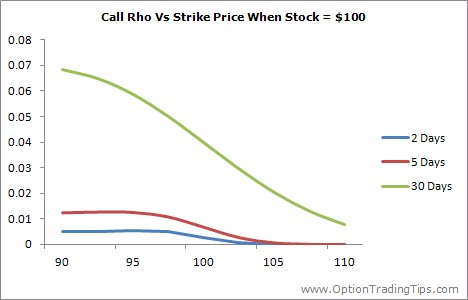 Call Rho Vs Strike Price When Stock = $100
0.08
0.07
0.06
0.05
0.04
0.03
0.02
0.01
0
90 95 100 105 110
2 Days
5 Days
30 Days
www.OptionTradingTips.com